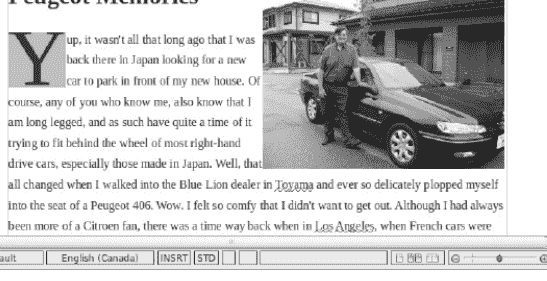 Peugeot Memories
Yup, it wasn't all that long ago that I was
back there in Japan looking for a new
car to park in front of my new house. Of
course, any of you who know me, also know that I
am long legged, and as such have quite a time of it
trying to fit behind the wheel of most right-hand
drive cars, especially those made in Japan. Well, that
all changed when I walked into the Blue Lion dealer in Toyama and ever so delicately plopped myself
into the seat of a Peugeot 406. Wow. I felt so comfy that I didn't want to get out. Although I had always
been more of a Citroen fan, there was a time way back when in Los Angeles, when French cars were
ault English (Canada) INSRT STD